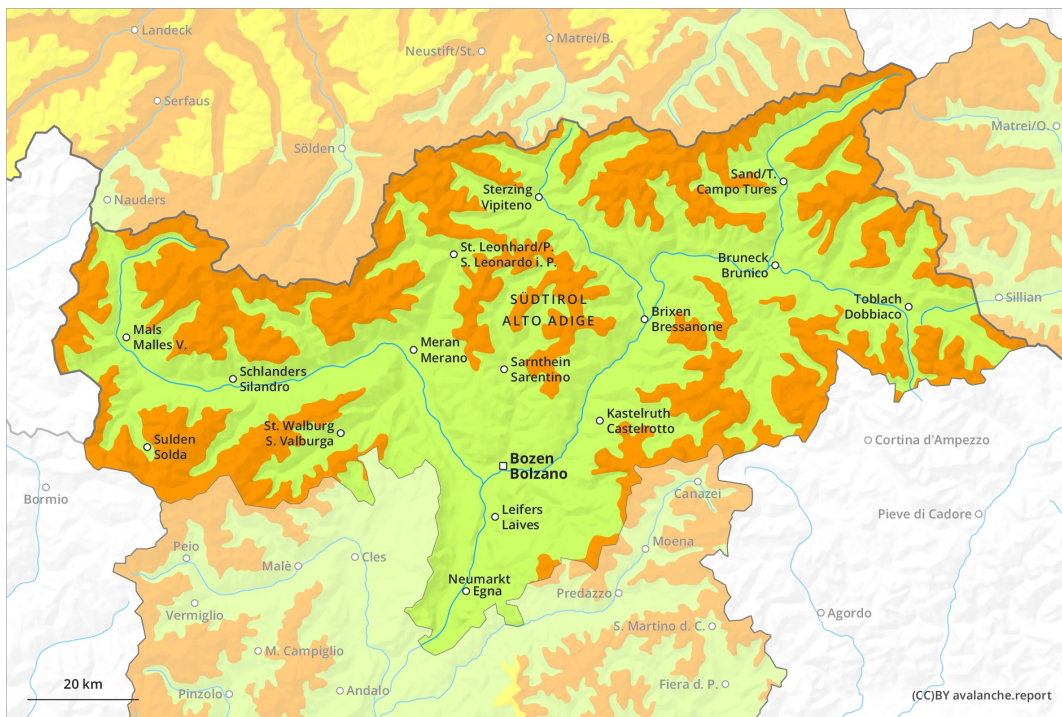 Landeck
Matrei/B.
Neustift/St.
Serfaus
Matrei/O.
Sölden
Nauders
Sand/T.
Campo Tures
Sterzing
Vipiteno
St. Leonhard/P.
S. Leonardo i. P.
Bruneck
Brunico
SÜDTIROL
ALTO ADIGE
Toblach
Dobbiaco
Sillian
Brixen
Bressanone
Mals
Malles V.
Meran
Merano
Sarnthein
Sarentino
Schlanders
Silandro
Kastelruth
Castelrotto
St. Walburg
S. Valburga
Sulden
Solda
Cortina d'Ampezzo
Bozen
Bolzano
Bormio
Canazei
Leifers
Laives
Pieve di Cadore
Moena
Peio
Cles
Malè
Neumarkt
Egna
Predazzo
Vermiglio
Agordo
S. Martino d. C.
M. Campiglio
20 km
Pinzolo
Andalo
Fiera d. P.
(CC)BY avalanche.report